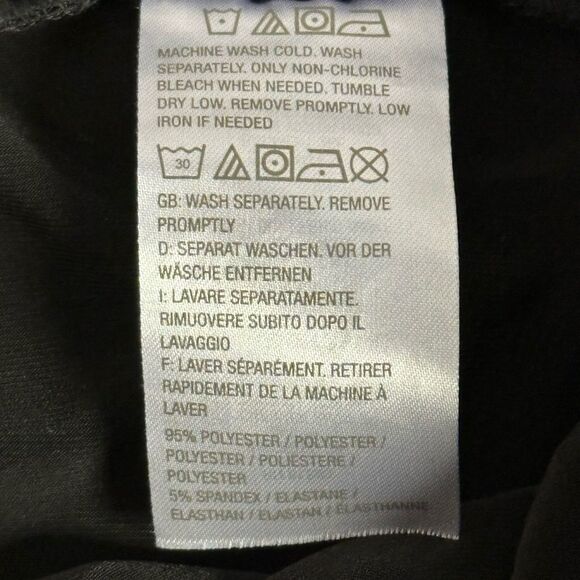 MACHINE WASH COLD. WASH
SEPARATELY. ONLY NON-CHLORINE
BLEACH WHEN NEEDED. TUMBLE
DRY LOW. REMOVE PROMPTLY. LOW
IRON IF NEEDED
30
GB: WASH SEPARATELY. REMOVE
PROMPTLY
D: SEPARAT WASCHEN. VOR DER
WÄSCHE ENTFERNEN
I: LAVARE SEPARATAMENTE.
RIMUOVERE SUBITO DOPO IL
LAVAGGIO
F: LAVER SÉPARÉMENT. RETIRER
RAPIDEMENT DE LA MACHINE À
LAVER
95% POLYESTER / POLYESTER /
POLYESTER / POLIESTERE /
POLYESTER
5% SPANDEX / ELASTANE /
ELASTHAN / ELASTAN / ELASTHANNE